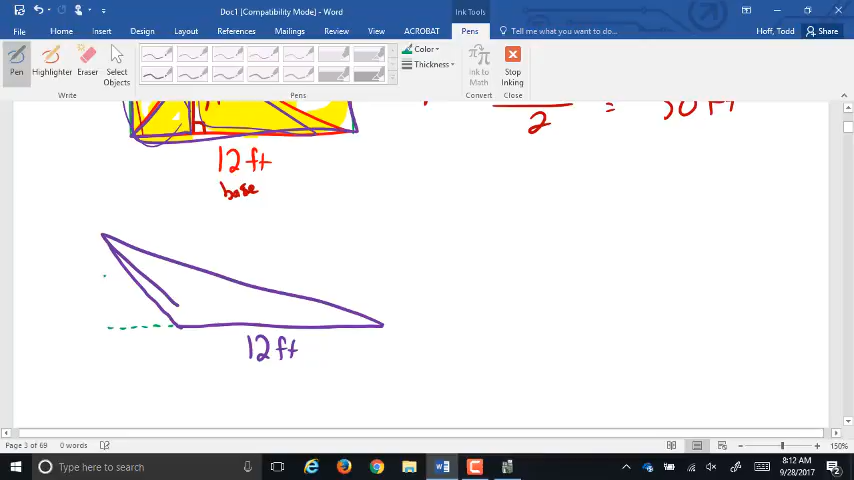 Doc1 [Compatibility Mode] - Word
Ink Tools
File
Home
Insert
Design
Layout
References
Mailings
Review
View
ACROBAT
Pens
Tell me what you want to do...
Hoff, Todd
Share
Pen
Highlighter
Eraser
Select Objects
Color
Thickness
Ink to Math
Stop Inking
Write
Pens
Convert
Close
2
=
12 ft
base
12 ft
Page 3 of 69
0 words
150%
Type here to search
8:12 AM
9/28/2017
2